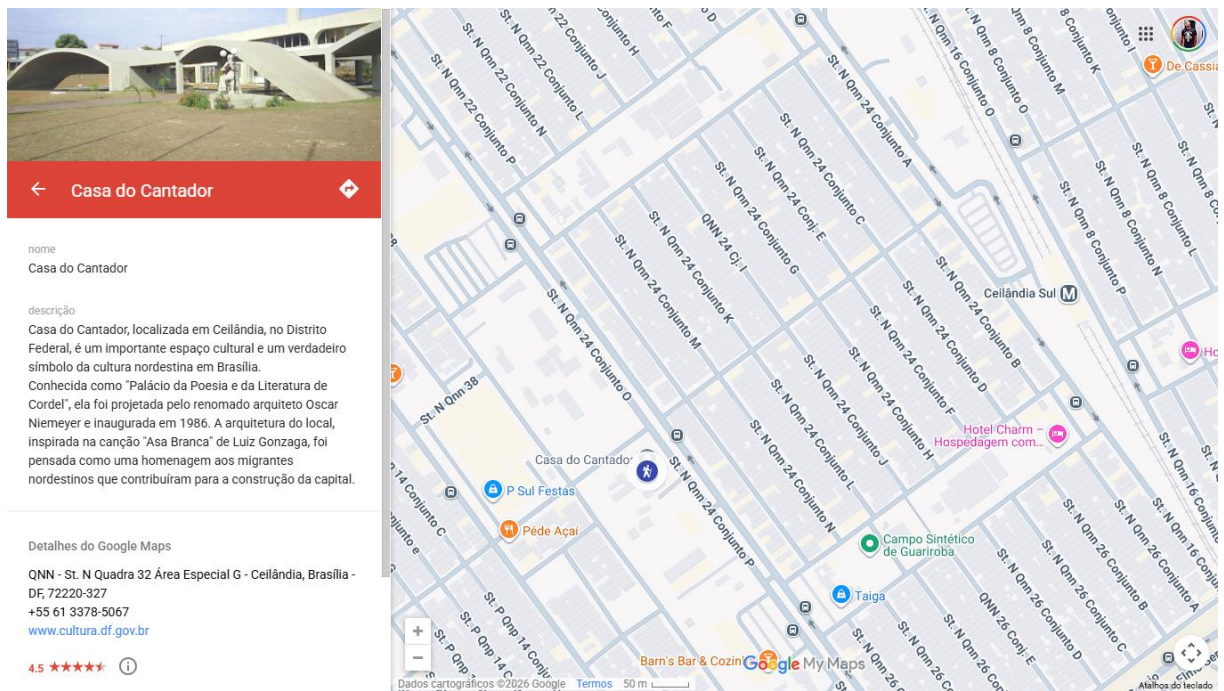 Casa do Cantador
nome
Casa do Cantador
descrição
Casa do Cantador, localizada em Ceilândia, no Distrito
Federal, é um importante espaço cultural e um verdadeiro
símbolo da cultura nordestina em Brasília.
Conhecida como "Palácio da Poesia e da Literatura de
Cordel", ela foi projetada pelo renomado arquiteto Oscar
Niemeyer e inaugurada em 1986. A arquitetura do local,
inspirada na canção "Asa Branca" de Luiz Gonzaga, foi
pensada como uma homenagem aos migrantes
nordestinos que contribuíram para a construção da capital.
Detalhes do Google Maps
QNN - St. N Quadra 32 Área Especial G - Ceilândia, Brasília -
DF, 72220-327
+55 61 3378-5067
www.cultura.df.gov.br
4.5
St. N Qnn 22 Conjunto H
St. N Qnn 22 Conjunto J
St. N Qnn 22 Conjunto L
St. N Qnn 22 Conjunto N
St. N Qnn 22 Conjunto P
St. N Qnn 16 Conjunto O
St. N Qnn 8 Conjunto K
St. N Qnn 8 Conjunto M
St. N Qnn 8 Conjunto O
De Cassia
St. N Qnn 24 Conjunto A
St. N Qnn 24 Conjunto C
St. N Qnn 24 Conj. E
St. N Qnn 24 Conjunto G
QNN 24 Cj. I
St. N Qnn 24 Conjunto K
St. N Qnn 24 Conjunto M
St. N Qnn 24 Conjunto O
St. N Qnn 8 Conjunto L
St. N Qnn 8 Conjunto N
St. N Qnn 8 Conjunto P
Ceilândia Sul
M
St. N Qnn 24 Conjunto B
St. N Qnn 24 Conjunto D
St. N Qnn 24 Conjunto F
St. N Qnn 24 Conjunto H
St. N Qnn 24 Conjunto J
St. N Qnn 24 Conjunto L
St. N Qnn 24 Conjunto N
St. N Qnn 24 Conjunto P
St. N Qnn 38
Hotel Charm –
Hospedagem com...
Casa do Cantador
P Sul Festas
Péde Açaí
Campo Sintético
de Guariroba
Taiga
St. N Qnn 26 Conjunto A
St. N Qnn 26 Conjunto B
QNN 26 Conj. E
Barn's Bar & Cozin
Google My Maps
Dados cartográficos ©2026 Google
Termos
50 m
Atalhos do teclado